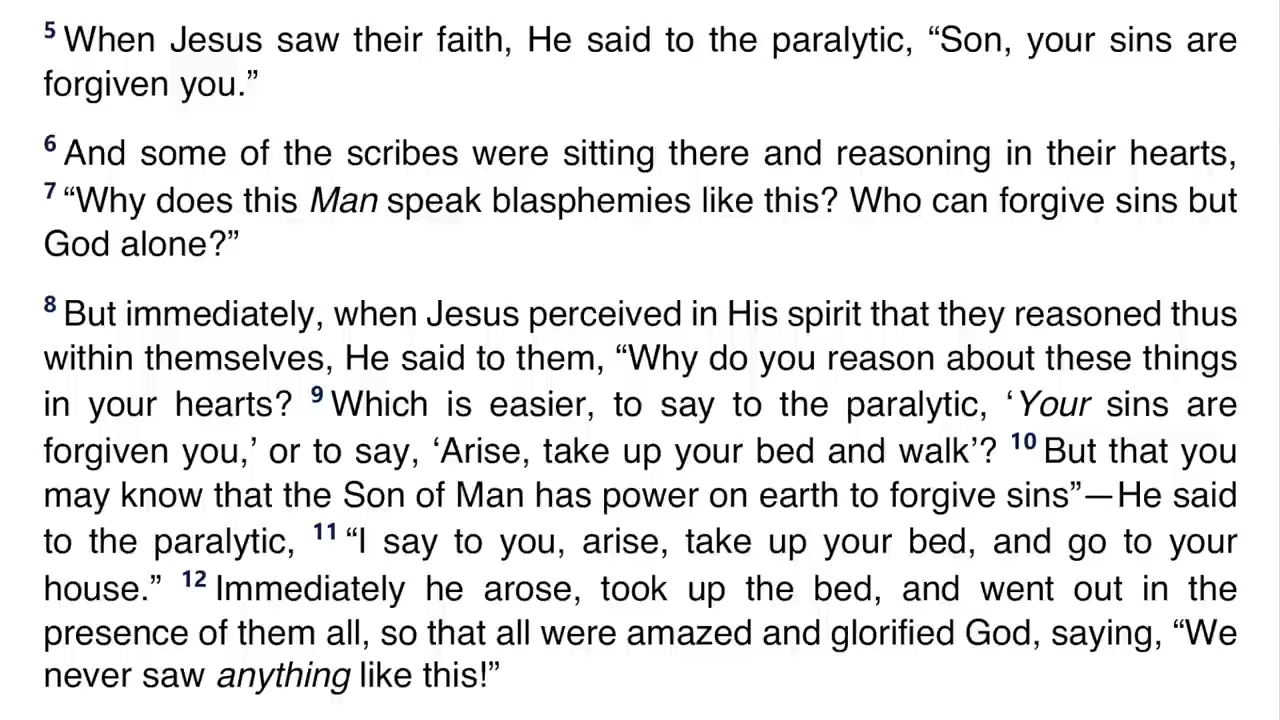 5 When Jesus saw their faith, He said to the paralytic, “Son, your sins are
forgiven you.”
6 And some of the scribes were sitting there and reasoning in their hearts,
7 “Why does this Man speak blasphemies like this? Who can forgive sins but
God alone?”
8 But immediately, when Jesus perceived in His spirit that they reasoned thus
within themselves, He said to them, “Why do you reason about these things
in your hearts? 9 Which is easier, to say to the paralytic, ‘Your sins are
forgiven you,’ or to say, ‘Arise, take up your bed and walk’? 10 But that you
may know that the Son of Man has power on earth to forgive sins”—He said
to the paralytic, 11 “I say to you, arise, take up your bed, and go to your
house.” 12 Immediately he arose, took up the bed, and went out in the
presence of them all, so that all were amazed and glorified God, saying, “We
never saw anything like this!”